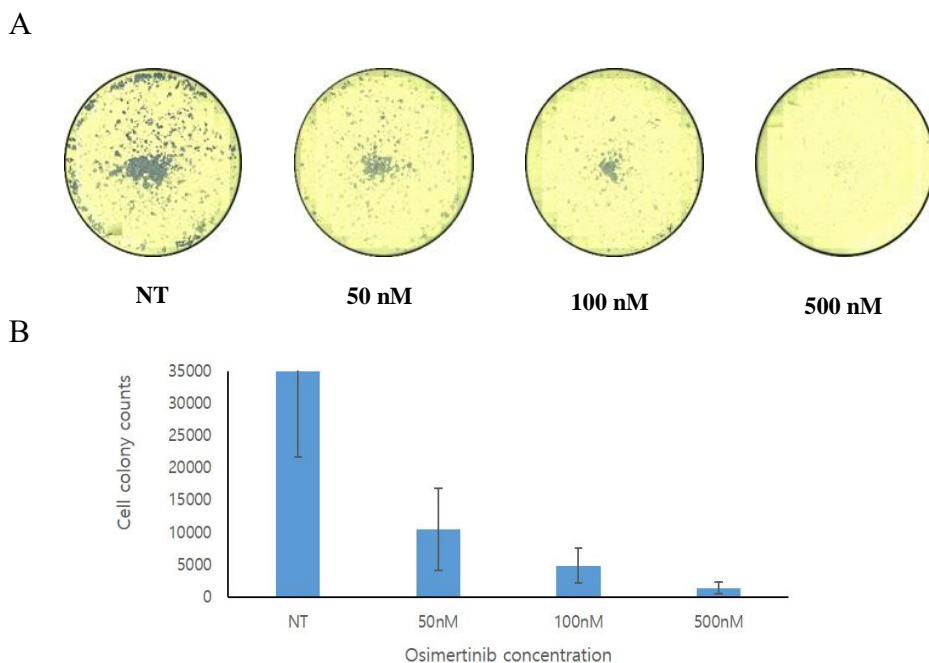 A
NT
50 nM
100 nM
500 nM
B
35000
30000
25000
20000
15000
10000
5000
0
Cell colony counts
NT
50nM
100nM
500nM
Osimertinib concentration